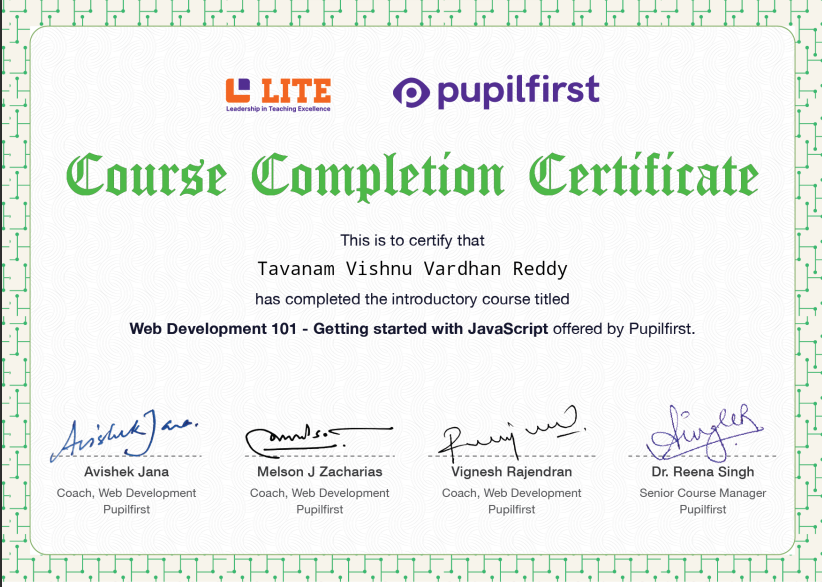 LITE
Leadership in Teaching Excellence
pupilfirst
Course Completion Certificate
This is to certify that
Tavanam Vishnu Vardhan Reddy
has completed the introductory course titled
Web Development 101 - Getting started with JavaScript offered by Pupilfirst.
Avishek Jana.
Avishek Jana
Coach, Web Development
Pupilfirst
Melson J Zacharias
Coach, Web Development
Pupilfirst
Vignesh Rajendran
Coach, Web Development
Pupilfirst
Dr. Reena Singh
Senior Course Manager
Pupilfirst